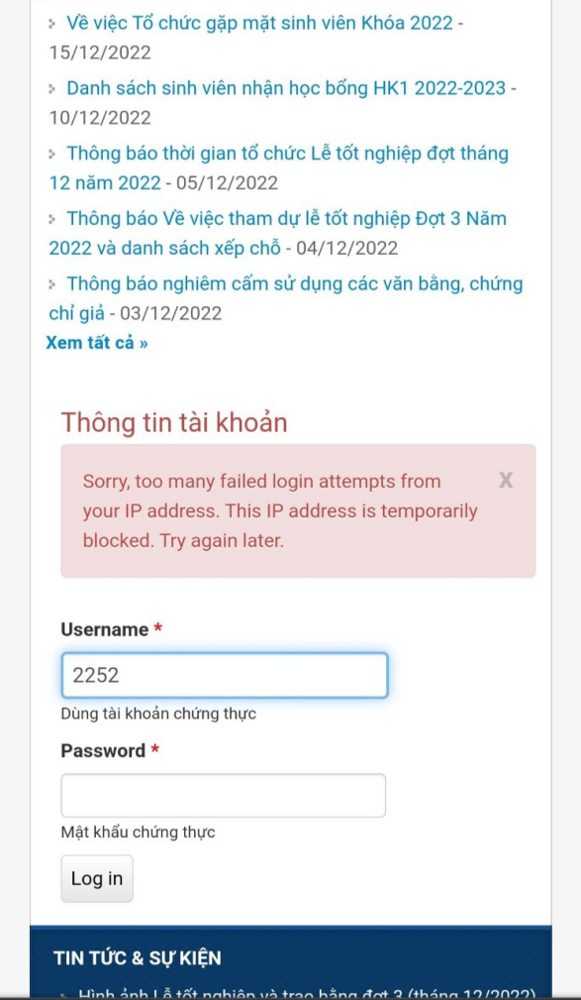 Về việc Tổ chức gặp mặt sinh viên Khóa 2022 -
15/12/2022
Danh sách sinh viên nhận học bổng HK1 2022-2023 -
10/12/2022
Thông báo thời gian tổ chức Lễ tốt nghiệp đợt tháng
12 năm 2022 - 05/12/2022
Thông báo Về việc tham dự lễ tốt nghiệp Đợt 3 Năm
2022 và danh sách xếp chỗ - 04/12/2022
Thông báo nghiêm cấm sử dụng các văn bằng, chứng
chỉ giả - 03/12/2022
Xem tất cả »
Thông tin tài khoản
Sorry, too many failed login attempts from X
your IP address. This IP address is temporarily
blocked. Try again later.
Username *
2252
Dùng tài khoản chứng thực
Password *
Mật khẩu chứng thực
Log in
TIN TỨC & SỰ KIỆN
Hình ảnh Lễ tốt nghiệp và trao bằng đợt 3 (tháng 12/2022)